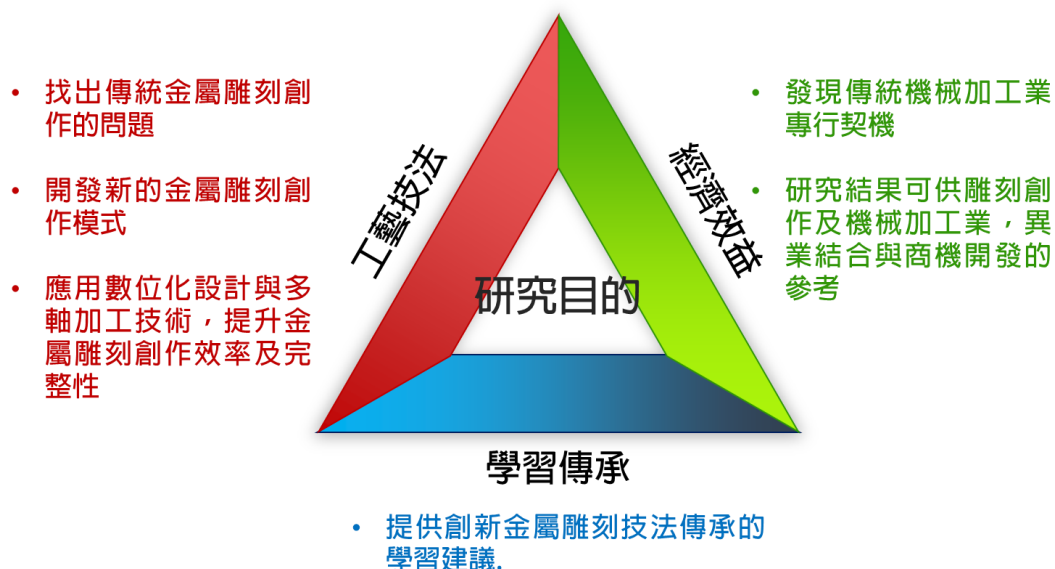 • 找出傳統金屬雕刻創
作的問題
• 開發新的金屬雕刻創
作模式
• 應用數位化設計與多
軸加工技術，提升金
屬雕刻創作效率及完
整性
工藝技法
研究目的
經濟效益
• 發現傳統機械加工業
專行契機
• 研究結果可供雕刻創
作及機械加工業，異
業結合與商機開發的
參考
學習傳承
• 提供創新金屬雕刻技法傳承的
學習建議.